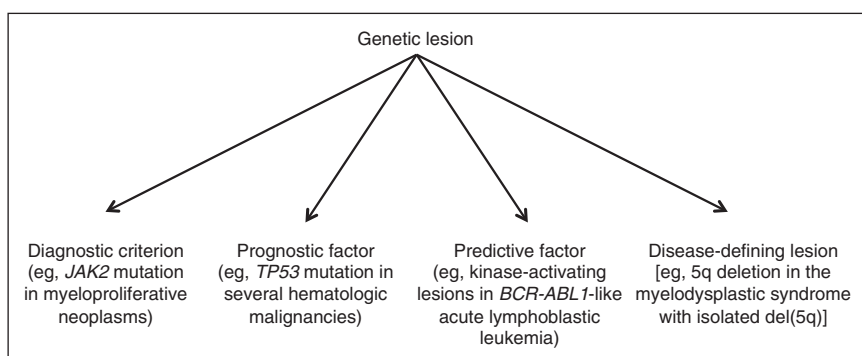 Genetic lesion
Diagnostic criterion
(eg, JAK2 mutation
in myeloproliferative
neoplasms)
Prognostic factor
(eg, TP53 mutation in
several hematologic
malignancies)
Predictive factor
(eg, kinase-activating
lesions in BCR-ABL1-like
acute lymphoblastic
leukemia)
Disease-defining lesion
[eg, 5q deletion in the
myelodysplastic syndrome
with isolated del(5q)]